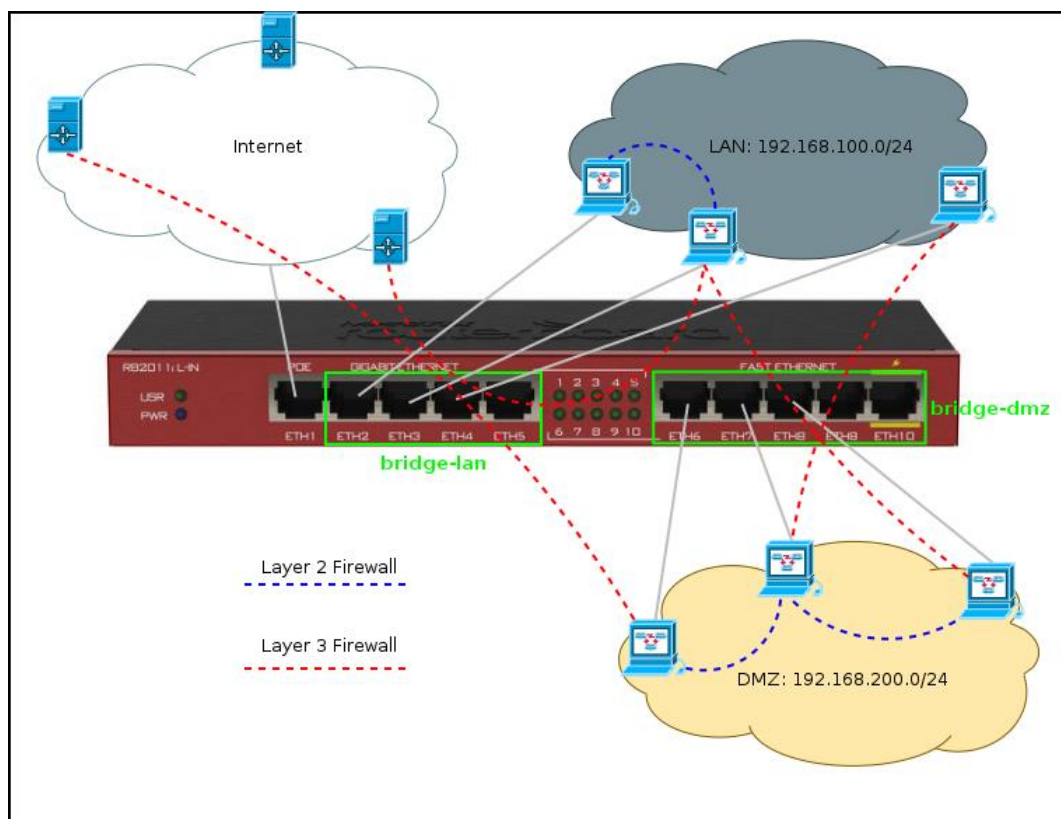 Internet
LAN: 192.168.100.0/24
RB2011iL-IN
POE
GIGABIT ETHERNET
FAST ETHERNET
USR
PWR
1 2 3 4 5
6 7 8 9 10
ETH1 ETH2 ETH3 ETH4 ETH5
ETH6 ETH7 ETH8 ETH8 ETH10
bridge-dmz
bridge-lan
Layer 2 Firewall
Layer 3 Firewall
DMZ: 192.168.200.0/24